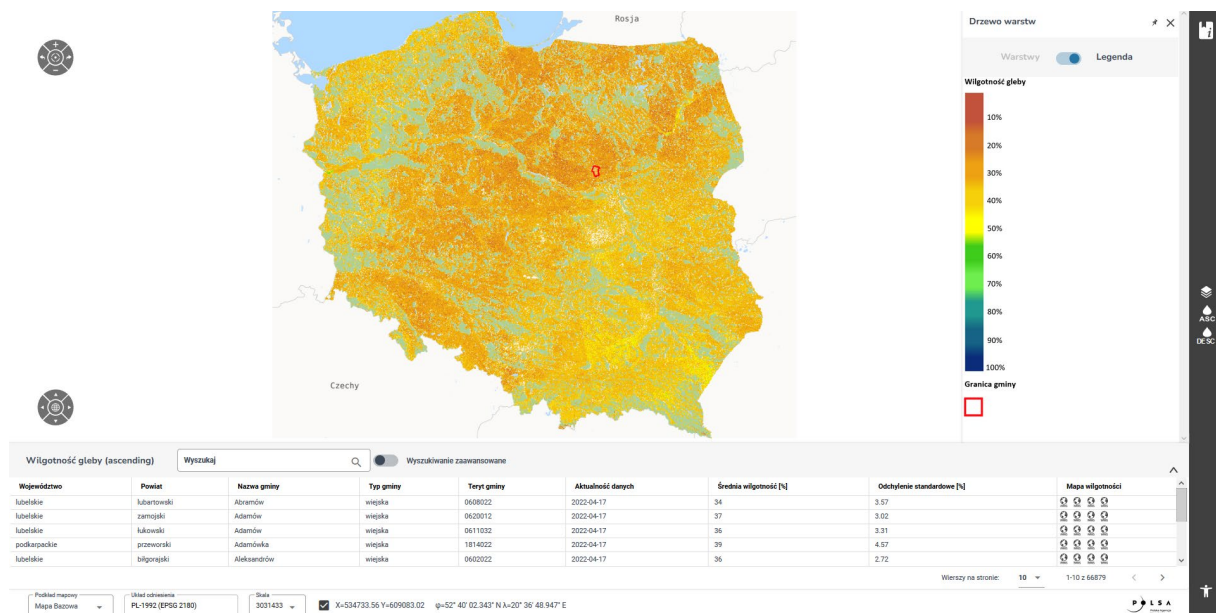 Rosja
Czechy
Drzewo warstw
Warstwy Legenda
Wilgotność gleby
10%
20%
30%
40%
50%
60%
70%
80%
90%
100%
Granica gminy
ASC
DESC
Wilgotność gleby (ascending) Wyszukaj Wyszukiwanie zaawansowane
Województwo Powiat Nazwa gminy Typ gminy Teryt gminy Aktualność danych Średnia wilgotność [%] Odchylenie standardowe [%] Mapa wilgotności
lubelskie lubartowski Abramów wiejska 0608022 2022-04-17 34 3.57
lubelskie zamojski Adamów wiejska 0620012 2022-04-17 37 3.02
lubelskie łukowski Adamów wiejska 0611032 2022-04-17 36 3.31
podkarpackie przeworski Adamówka wiejska 1814022 2022-04-17 39 4.57
lubelskie biłgorajski Aleksandrów wiejska 0602022 2022-04-17 36 2.72
Wierszy na stronie: 10 1-10 z 66879
Podkład mapowy Układ odniesienia Skala
Mapa Bazowa PL-1992 (EPSG 2180) 3031433 X=534733.56 Y=609083.02 φ=52° 40' 02.343" N λ=20° 36' 48.947" E
POLSA